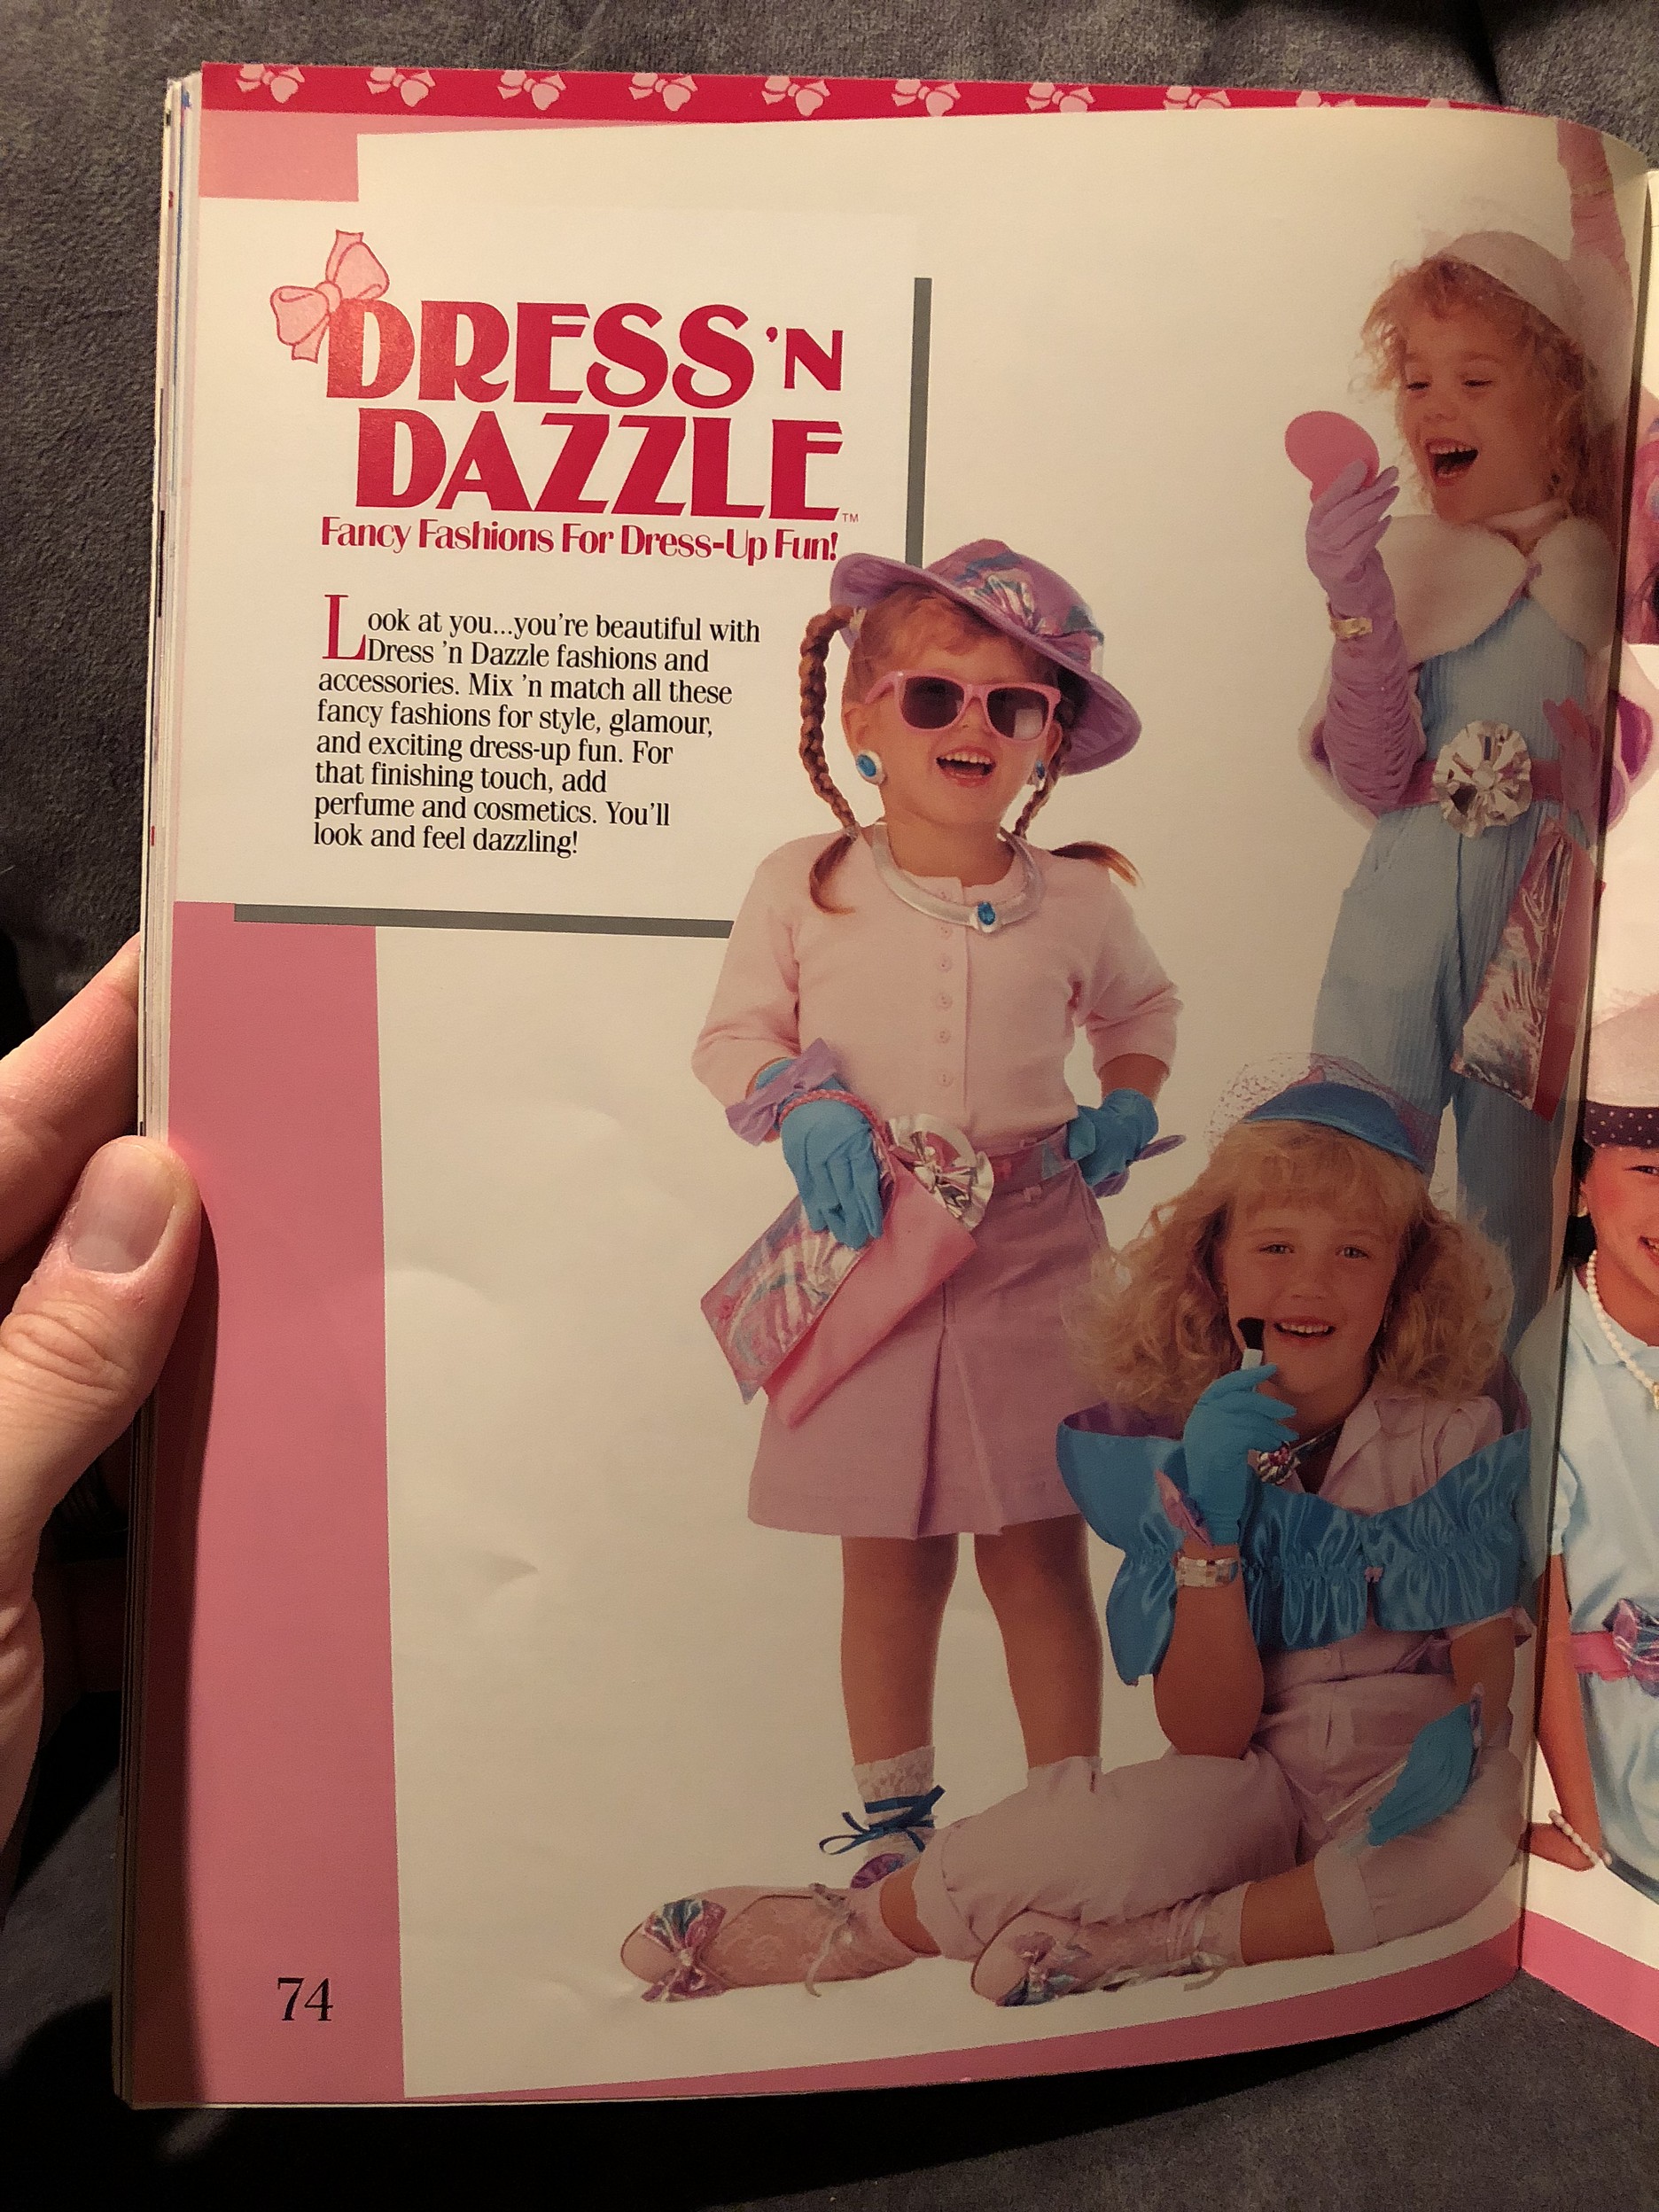 DRESS 'N
DAZZLE™
Fancy Fashions For Dress-Up Fun!
Look at you...you're beautiful with
Dress 'n Dazzle fashions and
accessories. Mix 'n match all these
fancy fashions for style, glamour,
and exciting dress-up fun. For
that finishing touch, add
perfume and cosmetics. You'll
look and feel dazzling!
74